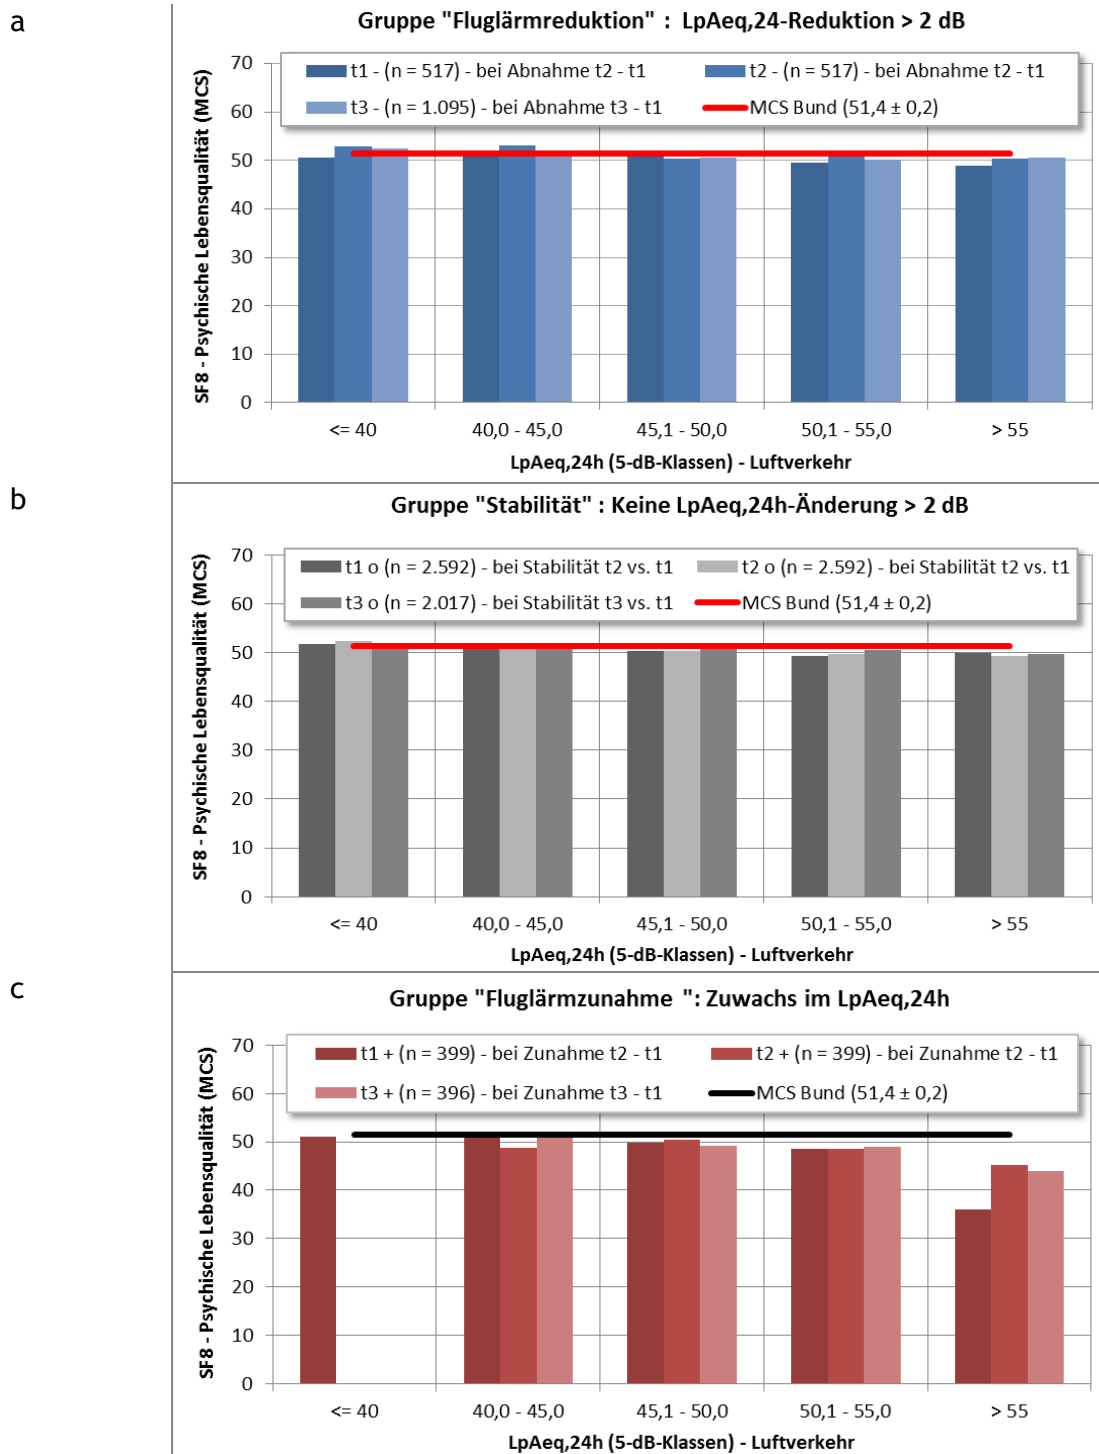 a
Gruppe "Fluglärmreduktion" : LpAeq,24-Reduktion > 2 dB
t1 - (n = 517) - bei Abnahme t2 - t1
t2 - (n = 517) - bei Abnahme t2 - t1
t3 - (n = 1.095) - bei Abnahme t3 - t1
MCS Bund (51,4 ± 0,2)
SF8 - Psychische Lebensqualität (MCS)
70
60
50
40
30
20
10
0
<= 40
40,0 - 45,0
45,1 - 50,0
50,1 - 55,0
> 55
LpAeq,24h (5-dB-Klassen) - Luftverkehr
b
Gruppe "Stabilität" : Keine LpAeq,24h-Änderung > 2 dB
t1 o (n = 2.592) - bei Stabilität t2 vs. t1
t2 o (n = 2.592) - bei Stabilität t2 vs. t1
t3 o (n = 2.017) - bei Stabilität t3 vs. t1
MCS Bund (51,4 ± 0,2)
SF8 - Psychische Lebensqualität (MCS)
70
60
50
40
30
20
10
0
<= 40
40,0 - 45,0
45,1 - 50,0
50,1 - 55,0
> 55
LpAeq,24h (5-dB-Klassen) - Luftverkehr
c
Gruppe "Fluglärmzunahme ": Zuwachs im LpAeq,24h
t1 + (n = 399) - bei Zunahme t2 - t1
t2 + (n = 399) - bei Zunahme t2 - t1
t3 + (n = 396) - bei Zunahme t3 - t1
MCS Bund (51,4 ± 0,2)
SF8 - Psychische Lebensqualität (MCS)
70
60
50
40
30
20
10
0
<= 40
40,0 - 45,0
45,1 - 50,0
50,1 - 55,0
> 55
LpAeq,24h (5-dB-Klassen) - Luftverkehr